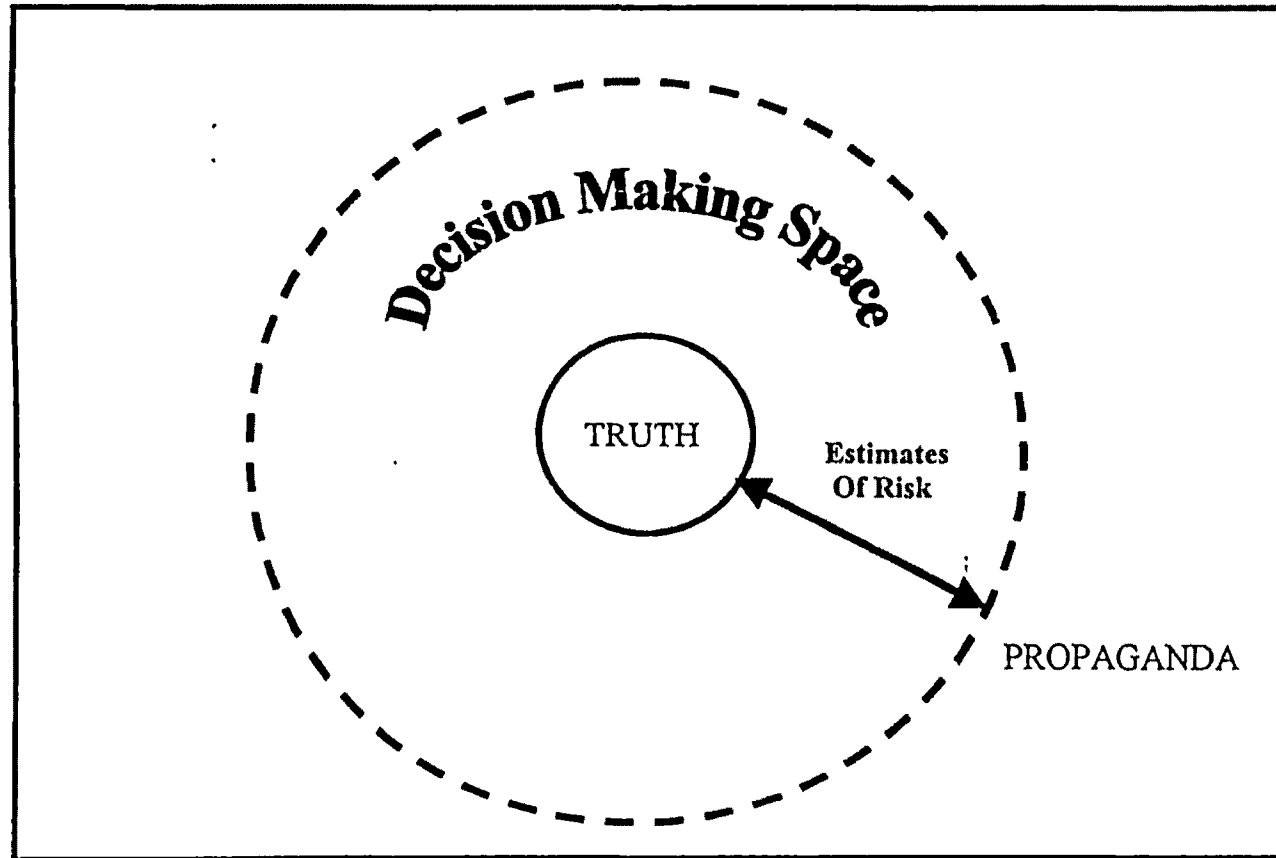 Decision Making Space
TRUTH
Estimates
Of Risk
PROPAGANDA